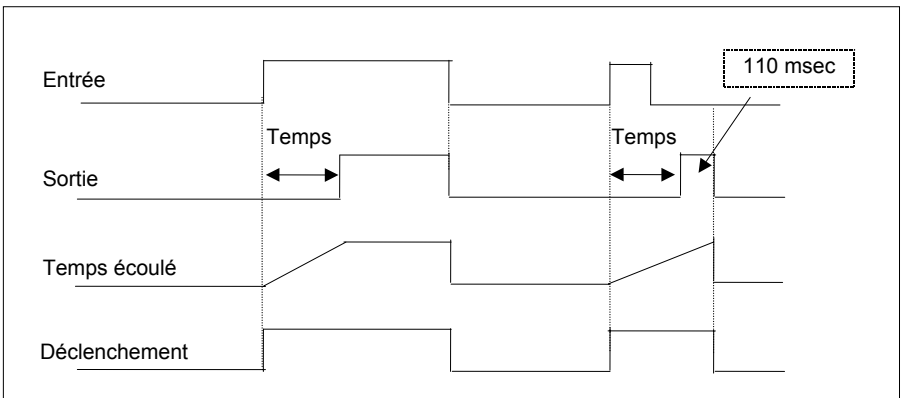 Entrée
110 msec
Temps
Temps
Sortie
Temps écoulé
Déclenchement